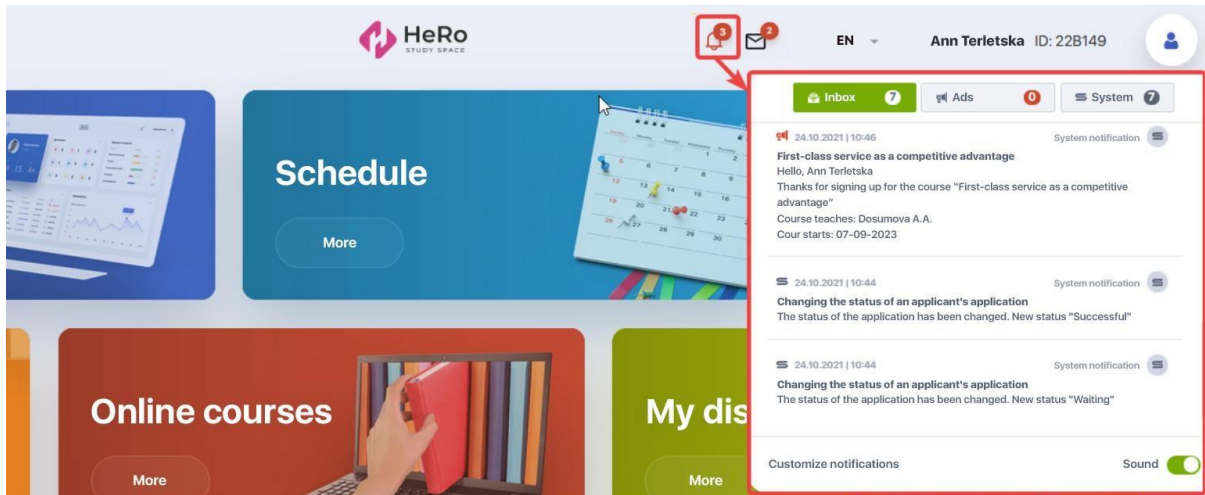 HeRo
STUDY SPACE
3
2
EN
Ann Terletska ID: 22B149
Inbox 7
Ads 0
System 7
24.10.2021 | 10:46 System notification
First-class service as a competitive advantage
Hello, Ann Terletska
Thanks for signing up for the course "First-class service as a competitive
advantage"
Course teaches: Dosumova A.A.
Cour starts: 07-09-2023
24.10.2021 | 10:44 System notification
Changing the status of an applicant's application
The status of the application has been changed. New status "Successful"
24.10.2021 | 10:44 System notification
Changing the status of an applicant's application
The status of the application has been changed. New status "Waiting"
Customize notifications Sound
Schedule
More
Online courses
More
My dis
More